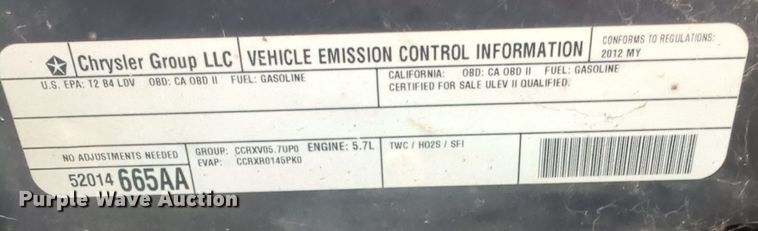 Chrysler Group LLC VEHICLE EMISSION CONTROL INFORMATION
CONFORMS TO REGULATIONS:
2012 MY
U.S. EPA: T2 B4 LDV OBD: CA OBD II FUEL: GASOLINE
CALIFORNIA: OBD: CA OBD II FUEL: GASOLINE
CERTIFIED FOR SALE ULEV II QUALIFIED.
NO ADJUSTMENTS NEEDED
52014 665AA
GROUP: CCRXV05.7UP0 ENGINE: 5.7L
EVAP: CCRXR0145PK0
TWC / HO2S / SFI
Purple Wave Auction